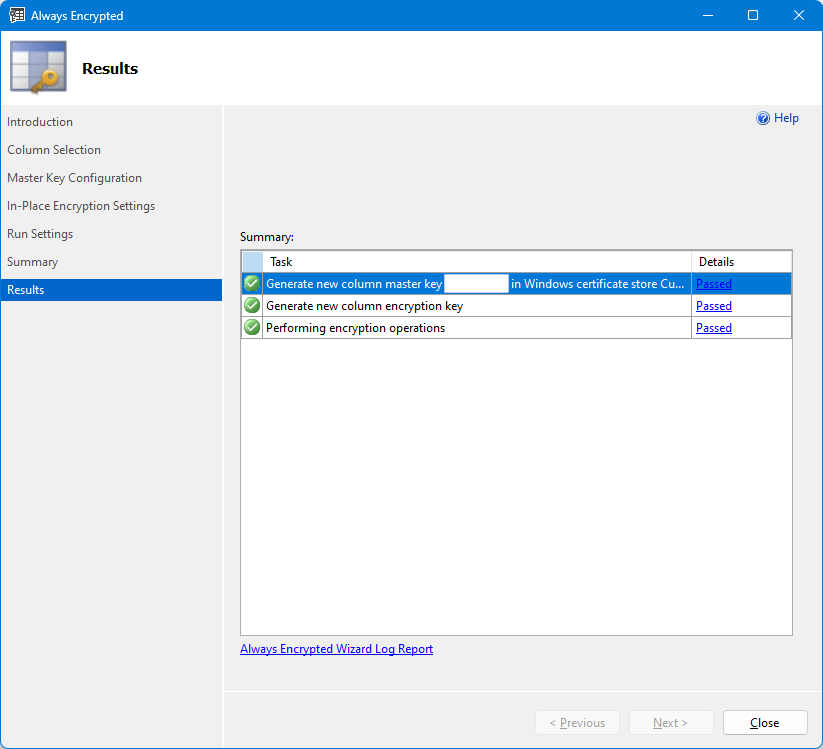 Always Encrypted
Results
Introduction
Column Selection
Master Key Configuration
In-Place Encryption Settings
Run Settings
Summary
Results
Help
Summary:
Task Details
Generate new column master key in Windows certificate store Cu... Passed
Generate new column encryption key Passed
Performing encryption operations Passed
Always Encrypted Wizard Log Report
< Previous Next > Close